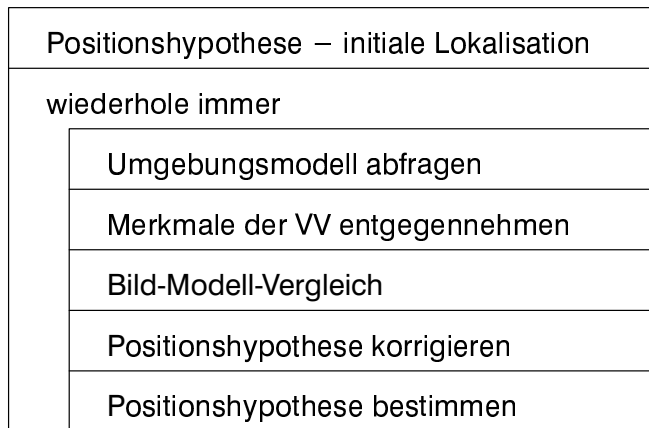 Positionshypothese – initiale Lokalisation
wiederhole immer
Umgebungsmodell abfragen
Merkmale der VV entgegennehmen
Bild-Modell-Vergleich
Positionshypothese korrigieren
Positionshypothese bestimmen